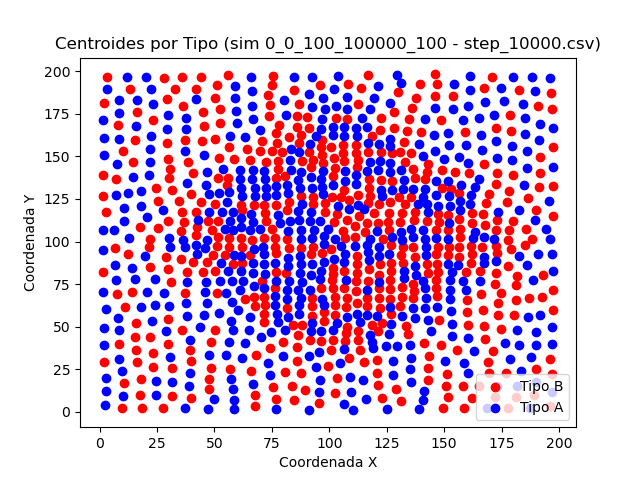 Centroides por Tipo (sim 0_0_100_100000_100 - step_10000.csv)
200
175
150
125
100
75
50
25
0
Coordenada Y
0 25 50 75 100 125 150 175 200
Coordenada X
Tipo B
Tipo A